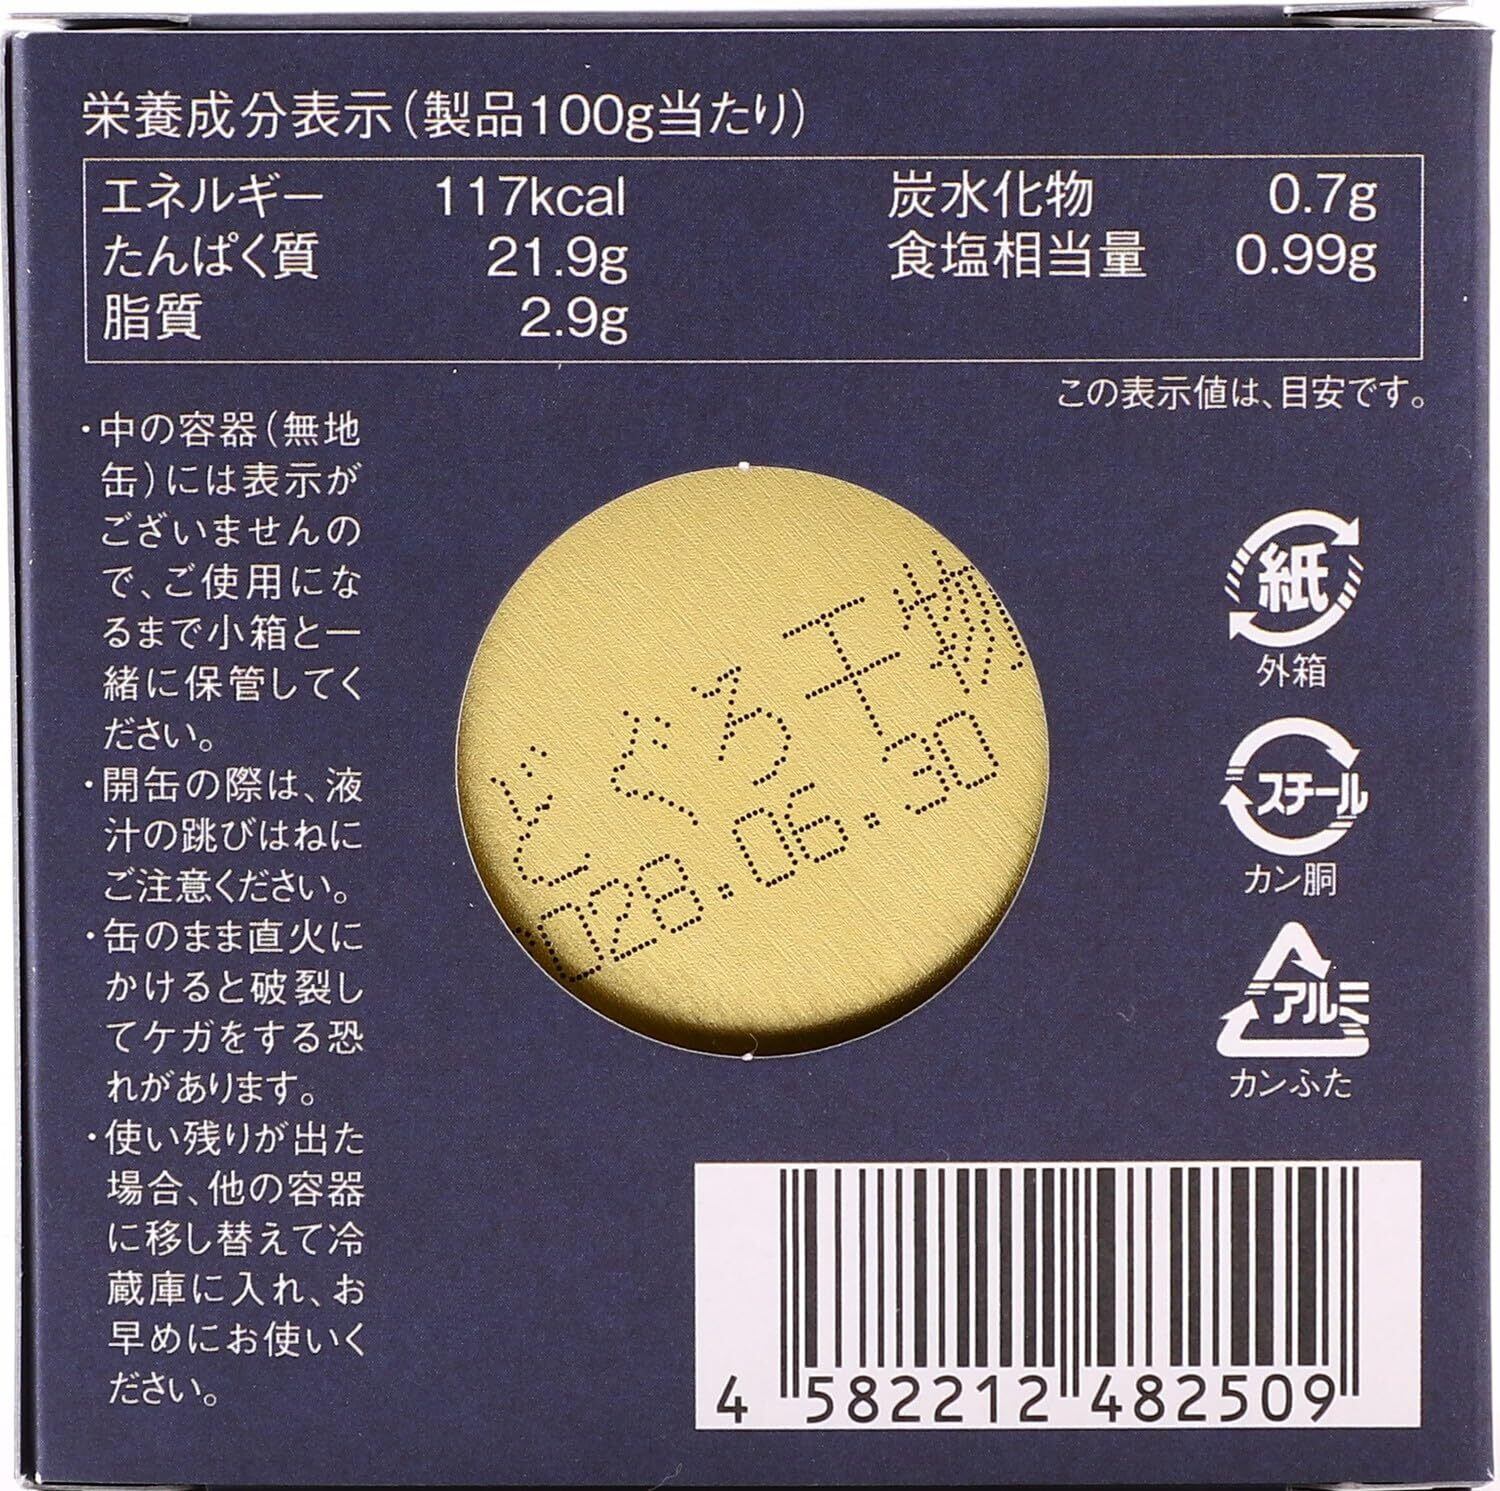 栄養成分表示(製品100g当たり)
エネルギー 117kcal 炭水化物 0.7g
たんぱく質 21.9g 食塩相当量 0.99g
脂質 2.9g
この表示値は、目安です。
・中の容器(無地
缶)には表示が
ございませんの
で、ご使用にな
るまで小箱と一
緒に保管してく
ださい。
・開缶の際は、液
汁の跳びはねに
ご注意ください。
・缶のまま直火に
かけると破裂し
てケガをする恐
れがあります。
・使い残りが出た
場合、他の容器
に移し替えて冷
蔵庫に入れ、お
早めにお使いく
ださい。
どぐろ干物
028.06.30
紙
外箱
スチール
カン胴
アルミ
カンふた
4 582212 482509